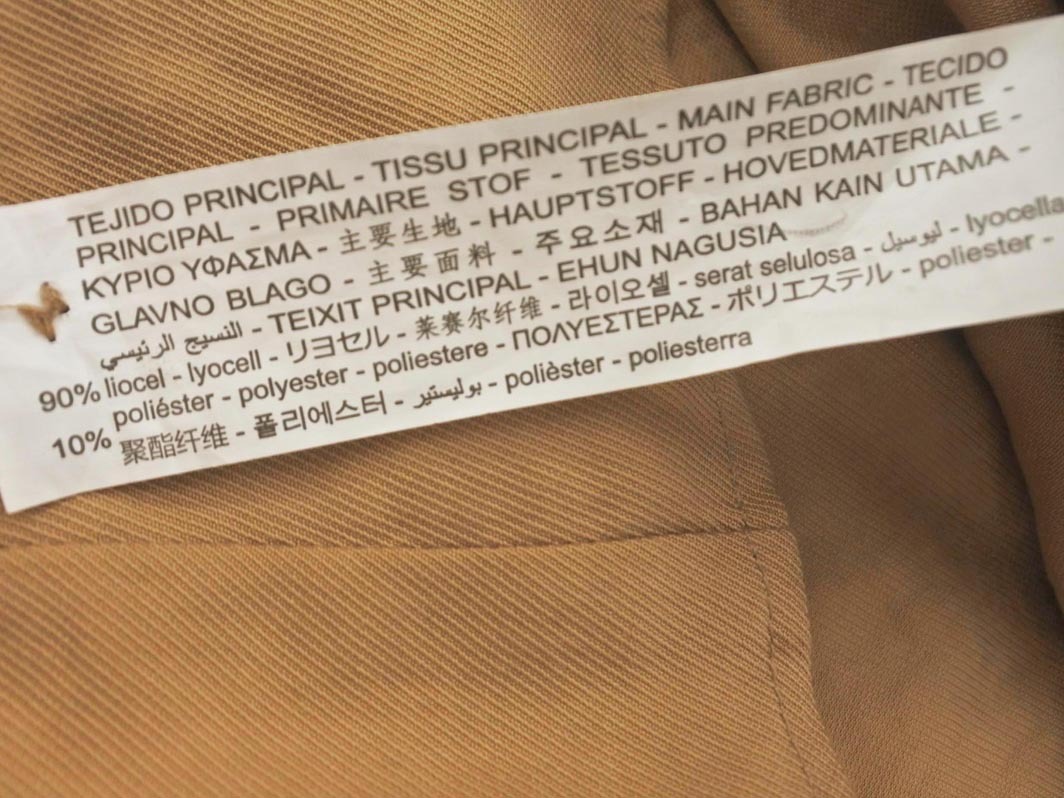 TEJIDO PRINCIPAL - TISSU PRINCIPAL - MAIN FABRIC - TECIDO
PRINCIPAL - PRIMAIRE STOF - TESSUTO PREDOMINANTE -
ΚΥΡΙΟ ΥΦΑΣΜΑ - 主要生地 - HAUPTSTOFF - HOVEDMATERIALE -
GLAVNO BLAGO - 主要面料 - 주요소재 - BAHAN KAIN UTAMA -
النسيج الرئيسي - TEIXIT PRINCIPAL - EHUN NAGUSIA
90% liocel - lyocell - リヨセル - 莱赛尔纤维 - 라이오셀 - serat selulosa - ليوسيل - lyocella
poliéster - polyester - poliestere - ΠΟΛΥΕΣΤΕΡΑΣ - ポリエステル - poliester -
10% 聚酯纤维 - 폴리에스터 - بوليستير - polièster - poliesterra